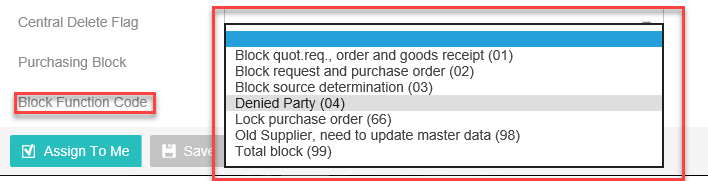 Central Delete Flag
Purchasing Block
Block Function Code
Block quot.req., order and goods receipt (01)
Block request and purchase order (02)
Block source determination (03)
Denied Party (04)
Lock purchase order (66)
Old Supplier, need to update master data (98)
Total block (99)
Assign To Me
Save